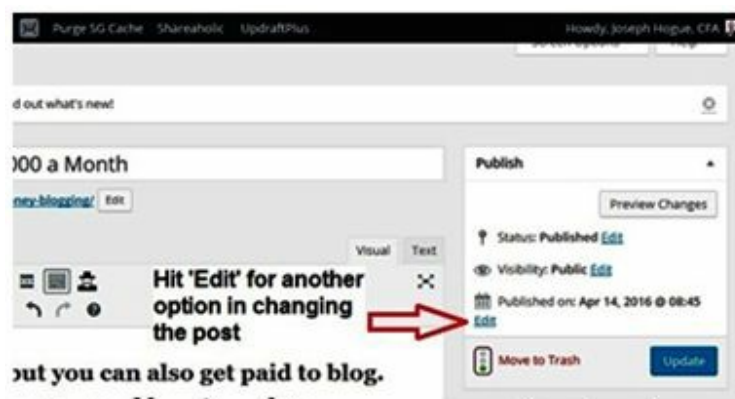 Purge SG Cache Shareaholic UpdraftPlus Howdy, Joseph Hogue, CFA
Screen Options Help
d out what's new!
000 a Month
Publish
ney-blogging/ Edit
Preview Changes
Visual Text
Status: Published Edit
Visibility: Public Edit
Published on: Apr 14, 2016 @ 08:45
Edit
Hit 'Edit' for another
option in changing
the post
Move to Trash Update
out you can also get paid to blog.